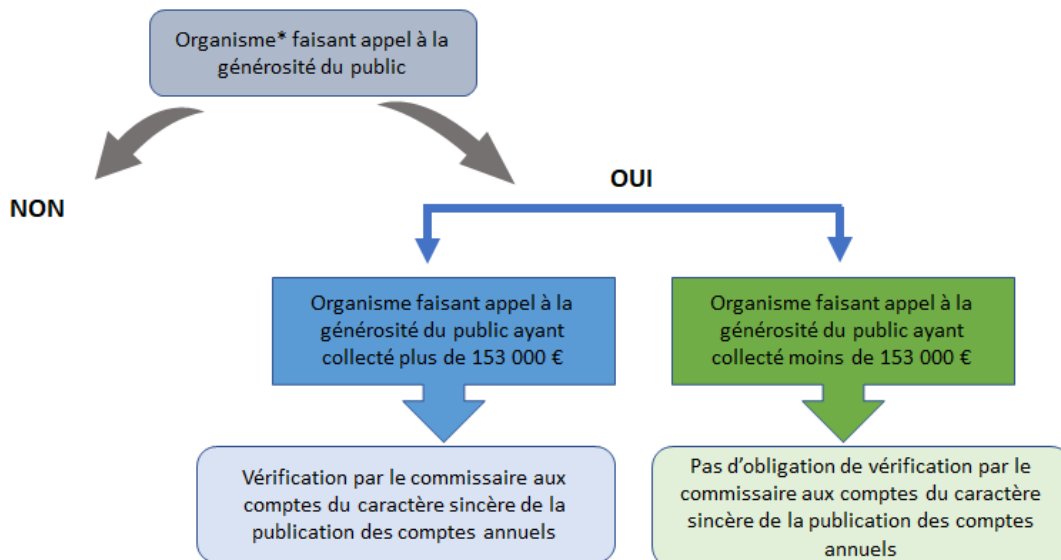 Organisme* faisant appel à la
générosité du public
NON
OUI
Organisme faisant appel à la
générosité du public ayant
collecté plus de 153 000 €
Organisme faisant appel à la
générosité du public ayant
collecté moins de 153 000 €
Vérification par le commissaire aux
comptes du caractère sincère de la
publication des comptes annuels
Pas d’obligation de vérification par le
commissaire aux comptes du caractère
sincère de la publication des comptes
annuels